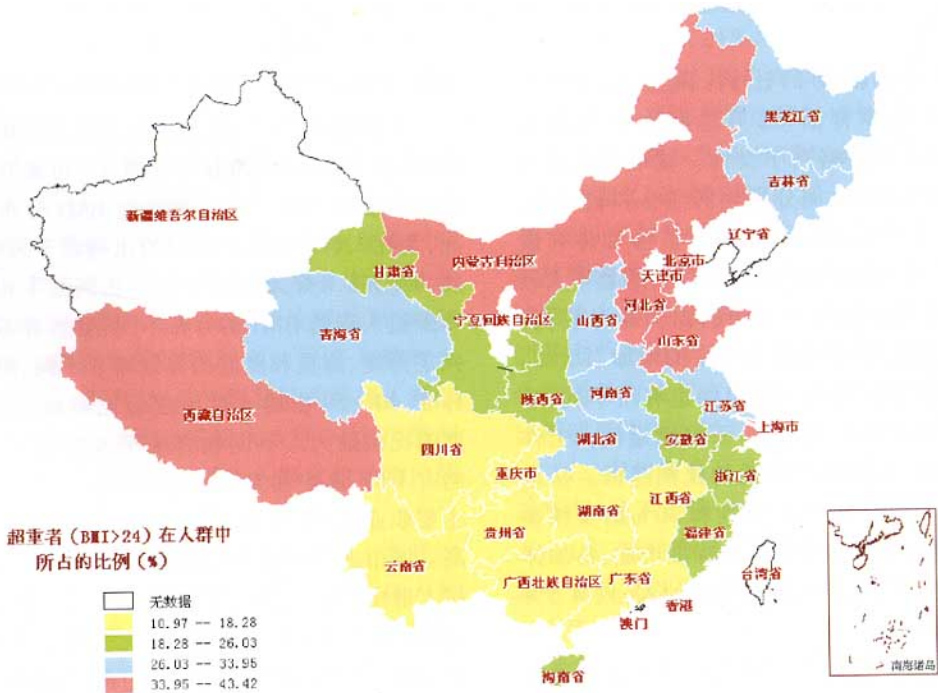 黑龙江省
吉林省
新疆维吾尔自治区
辽宁省
甘肃省
内蒙古自治区
北京市
天津市
河北省
宁夏回族自治区
山西省
青海省
山东省
西藏自治区
陕西省
河南省
江苏省
上海市
四川省
湖北省
安徽省
重庆市
浙江省
湖南省
江西省
贵州省
福建省
云南省
广西壮族自治区
广东省
台湾省
香港
澳门
海南省
南海诸岛
超重者(BMI>24)在人群中
所占的比例(%)
无数据
10.97 -- 18.28
18.28 -- 26.03
26.03 -- 33.95
33.95 -- 43.42